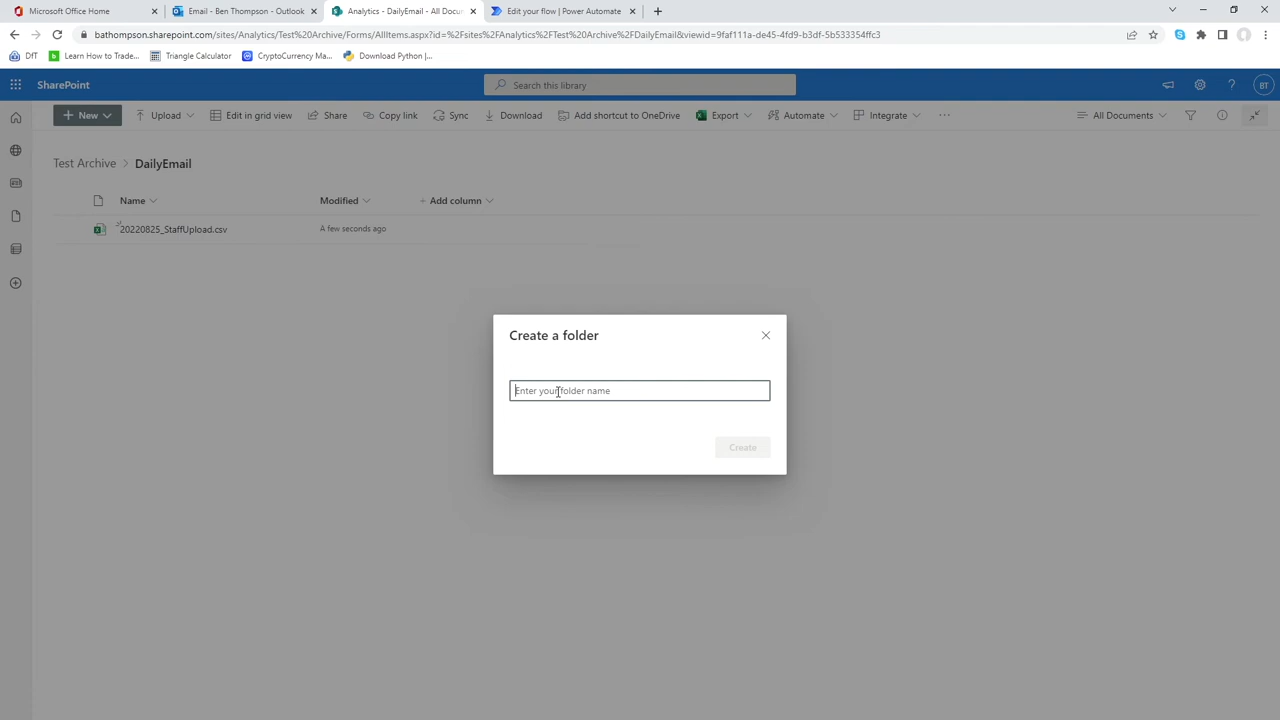 Microsoft Office Home
Email - Ben Thompson - Outlook
Analytics - DailyEmail - All Docu
Edit your flow | Power Automate
bathompson.sharepoint.com/sites/Analytics/Test%20Archive/Forms/AllItems.aspx?id=%2Fsites%2FAnalytics%2FTest%20Archive%2FDailyEmail&viewid=9faf111a-de45-4fd9-b3df-5b533354ffc3
DfT
Learn How to Trade...
Triangle Calculator
CryptoCurrency Ma...
Download Python |...
SharePoint
Search this library
BT
New
Upload
Edit in grid view
Share
Copy link
Sync
Download
Add shortcut to OneDrive
Export
Automate
Integrate
All Documents
Test Archive > DailyEmail
Name
Modified
+ Add column
20220825_StaffUpload.csv
A few seconds ago
Create a folder
Enter your folder name
Create